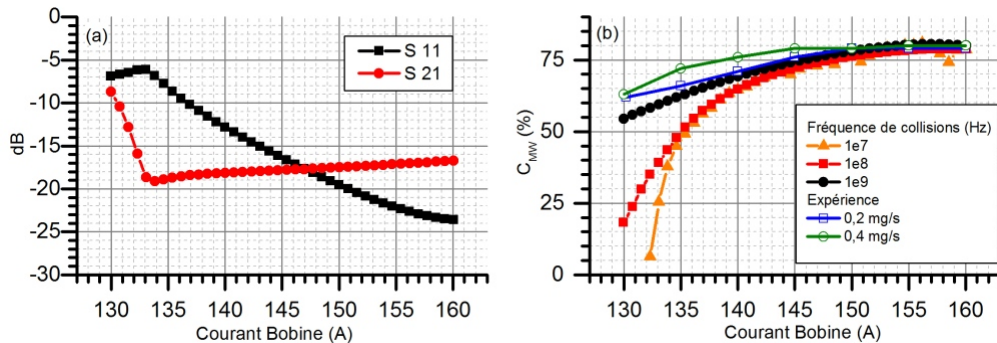 (a)
S 11
S 21
0
-5
-10
-15
-20
-25
-30
dB
130 135 140 145 150 155 160
Courant Bobine (A)
(b)
75
50
25
0
C_MW (%)
Fréquence de collisions (Hz)
1e7
1e8
1e9
Expérience
0,2 mg/s
0,4 mg/s
130 135 140 145 150 155 160
Courant Bobine (A)